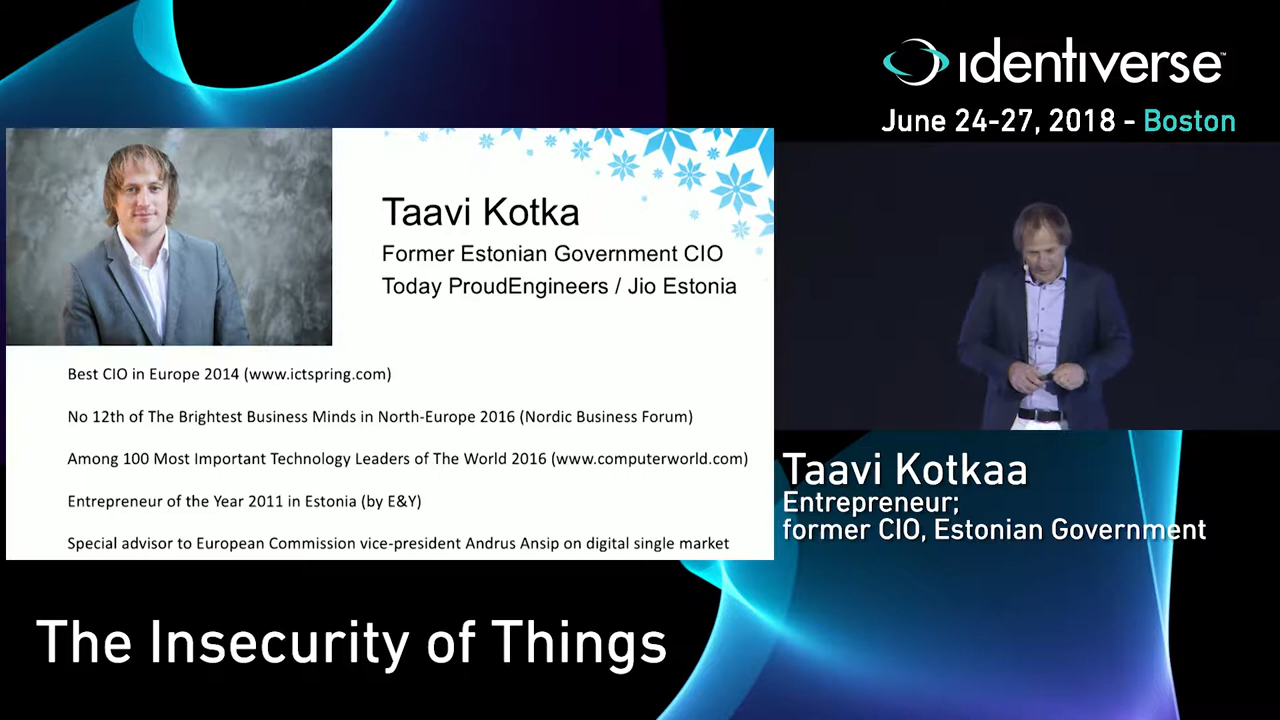 identiverse™
June 24-27, 2018 - Boston
Taavi Kotka
Former Estonian Government CIO
Today ProudEngineers / Jio Estonia
Best CIO in Europe 2014 (www.ictspring.com)
No 12th of The Brightest Business Minds in North-Europe 2016 (Nordic Business Forum)
Among 100 Most Important Technology Leaders of The World 2016 (www.computerworld.com)
Entrepreneur of the Year 2011 in Estonia (by E&Y)
Special advisor to European Commission vice-president Andrus Ansip on digital single market
Taavi Kotkaa
Entrepreneur;
former CIO, Estonian Government
The Insecurity of Things